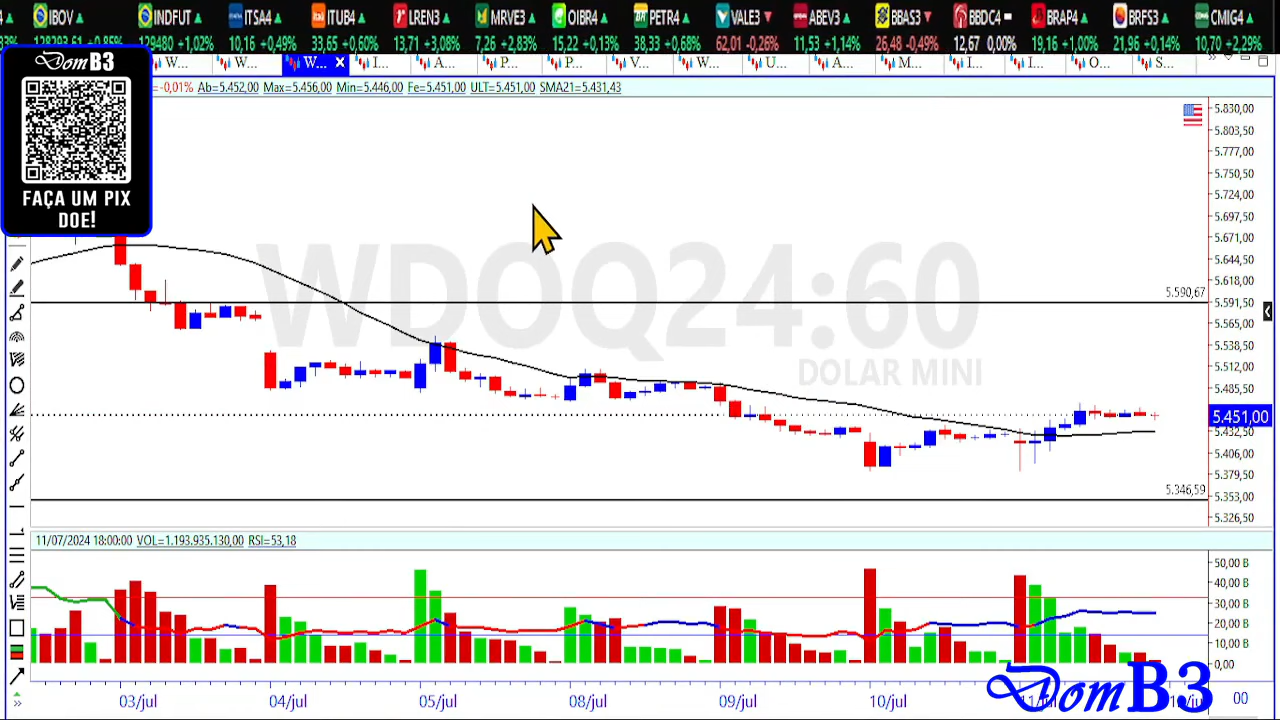 IBOV▲ INDFUT▲ ITSA4▲ ITUB4▲ LREN3▲ MRVE3▲ OIBR4▲ PETR4▲ VALE3▼ ABEV3▲ BBAS3▼ BBDC4 BRAP4▲ BRFS3▲ CMIG4▲
128293,61 +0,85% 129480 +1,02% 10,16 +0,49% 33,65 +0,60% 13,71 +3,08% 7,26 +2,83% 15,22 +0,13% 38,33 +0,68% 62,01 -0,26% 11,53 +1,14% 26,48 -0,49% 12,67 0,00% 19,16 +1,00% 21,96 +0,14% 10,70 +2,29%
W... W... W... I... A... P... P... V... W... U... A... M... I... I... O... S...
DomB3
FAÇA UM PIX
DOE!
-0,01% Ab=5.452,00 Max=5.456,00 Min=5.446,00 Fe=5.451,00 ULT=5.451,00 SMA21=5.431,43
WDOQ24:60
DOLAR MINI
5.830,00
5.803,50
5.777,00
5.750,50
5.724,00
5.697,50
5.671,00
5.644,50
5.618,00
5.590,67
5.591,50
5.565,00
5.538,50
5.512,00
5.485,50
5.451,00
5.432,50
5.406,00
5.379,50
5.346,59
5.353,00
5.326,50
11/07/2024 18:00:00 VOL=1.193.935.130,00 RSI=53,18
50,00 B
40,00 B
30,00 B
20,00 B
10,00 B
0,00
03/jul 04/jul 05/jul 08/jul 09/jul 10/jul 00
DomB3